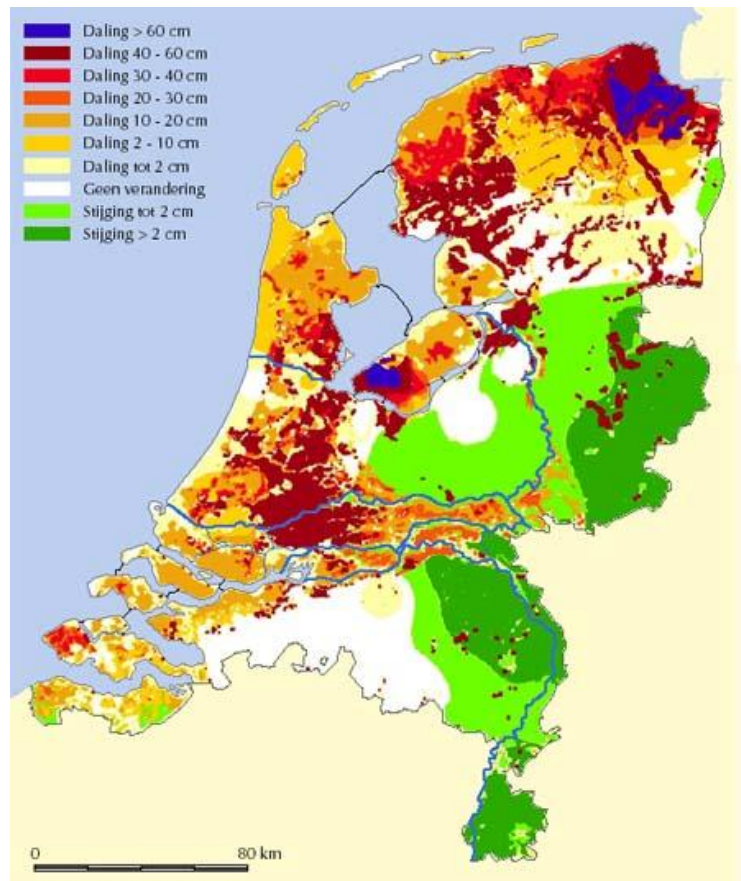 Daling > 60 cm
Daling 40 - 60 cm
Daling 30 - 40 cm
Daling 20 - 30 cm
Daling 10 - 20 cm
Daling 2 - 10 cm
Daling tot 2 cm
Geen verandering
Stijging tot 2 cm
Stijging > 2 cm
0 80 km